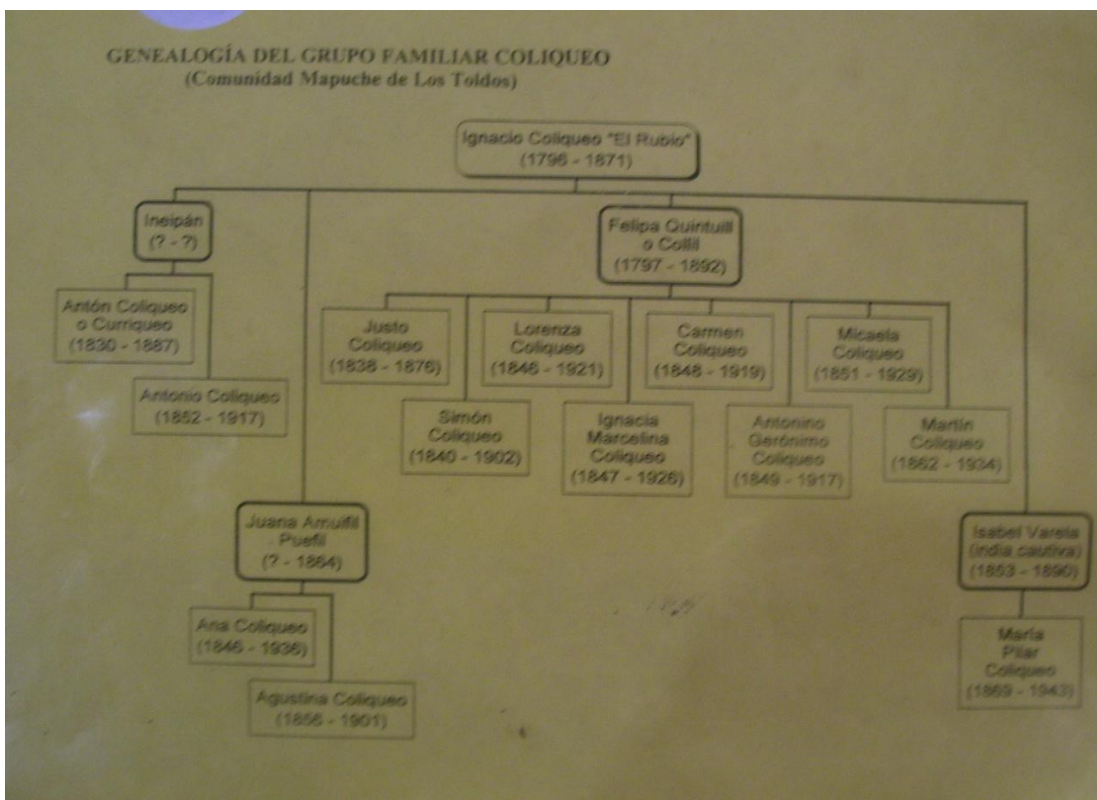 GENEALOGÍA DEL GRUPO FAMILIAR COLIQUEO
(Comunidad Mapuche de Los Toldos)
Ignacio Coliqueo "El Rubio"
(1796 - 1871)
Ineipán
(? - ?)
Felipa Quintuill
o Collil
(1797 - 1892)
Antón Coliqueo
o Curriqueo
(1830 - 1887)
Antonio Coliqueo
(1852 - 1917)
Justo
Coliqueo
(1838 - 1876)
Lorenza
Coliqueo
(1846 - 1921)
Carmen
Coliqueo
(1848 - 1919)
Micaela
Coliqueo
(1851 - 1929)
Simón
Coliqueo
(1840 - 1902)
Ignacia
Marcelina
Coliqueo
(1847 - 1926)
Antonino
Gerónimo
Coliqueo
(1849 - 1917)
Martín
Coliqueo
(1862 - 1934)
Juana Amuifil
Puefil
(? - 1864)
Isabel Varela
(india cautiva)
(1853 - 1890)
Ana Coliqueo
(1846 - 1936)
Agustina Coliqueo
(1856 - 1901)
María
Pilar
Coliqueo
(1869 - 1943)